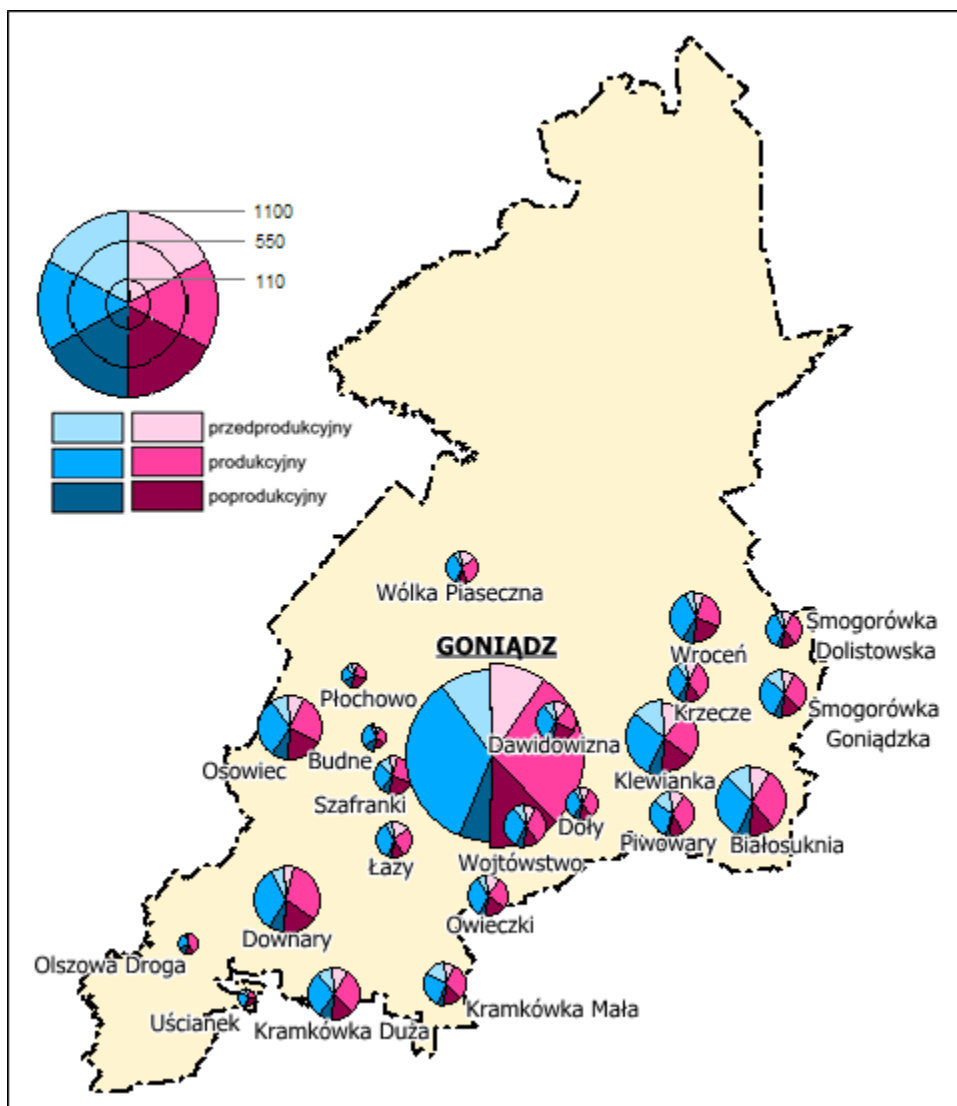 1100
550
110
przedprodukcyjny
produkcyjny
poprodukcyjny
Wólka Piaseczna
GONIĄDZ
Wroceń
Smogorówka
Dolistowska
Płochowo
Krzecze
Smogorówka
Goniądzka
Osowiec
Budne
Dawidowizna
Klewianka
Szafranki
Doły
Piwowary
Białosuknia
Łazy
Wojtówstwo
Owieczki
Downary
Olszowa Droga
Uścianek
Kramkówka Duża
Kramkówka Mała